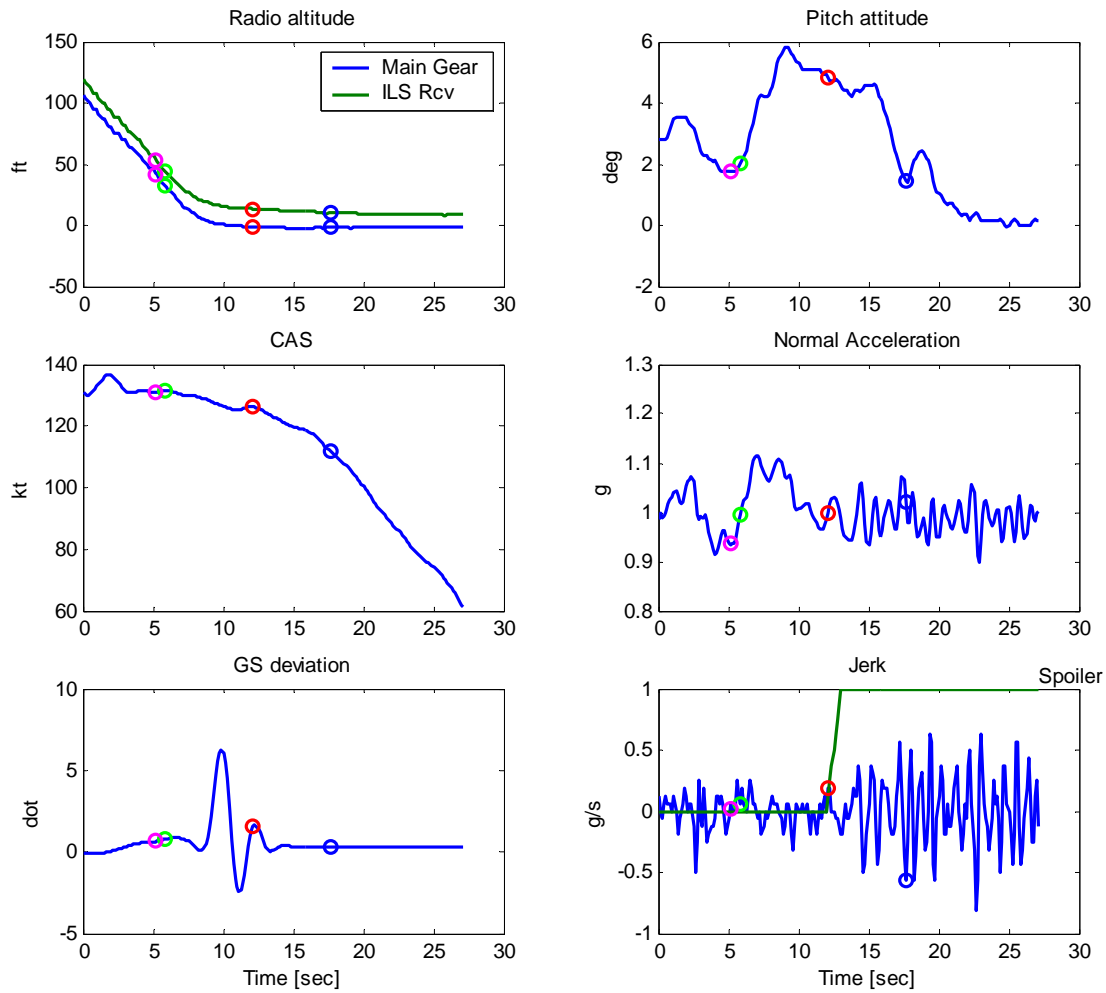 Radio altitude
150
100
50
0
-50
ft
Main Gear
ILS Rcv
0 5 10 15 20 25 30
Pitch attitude
6
4
2
0
-2
deg
0 5 10 15 20 25 30
CAS
140
120
100
80
60
kt
0 5 10 15 20 25 30
Normal Acceleration
1.3
1.2
1.1
1
0.9
0.8
g
0 5 10 15 20 25 30
GS deviation
10
5
0
-5
dot
0 5 10 15 20 25 30
Time [sec]
Jerk
Spoiler
1
0.5
0
-0.5
-1
g/s
0 5 10 15 20 25 30
Time [sec]